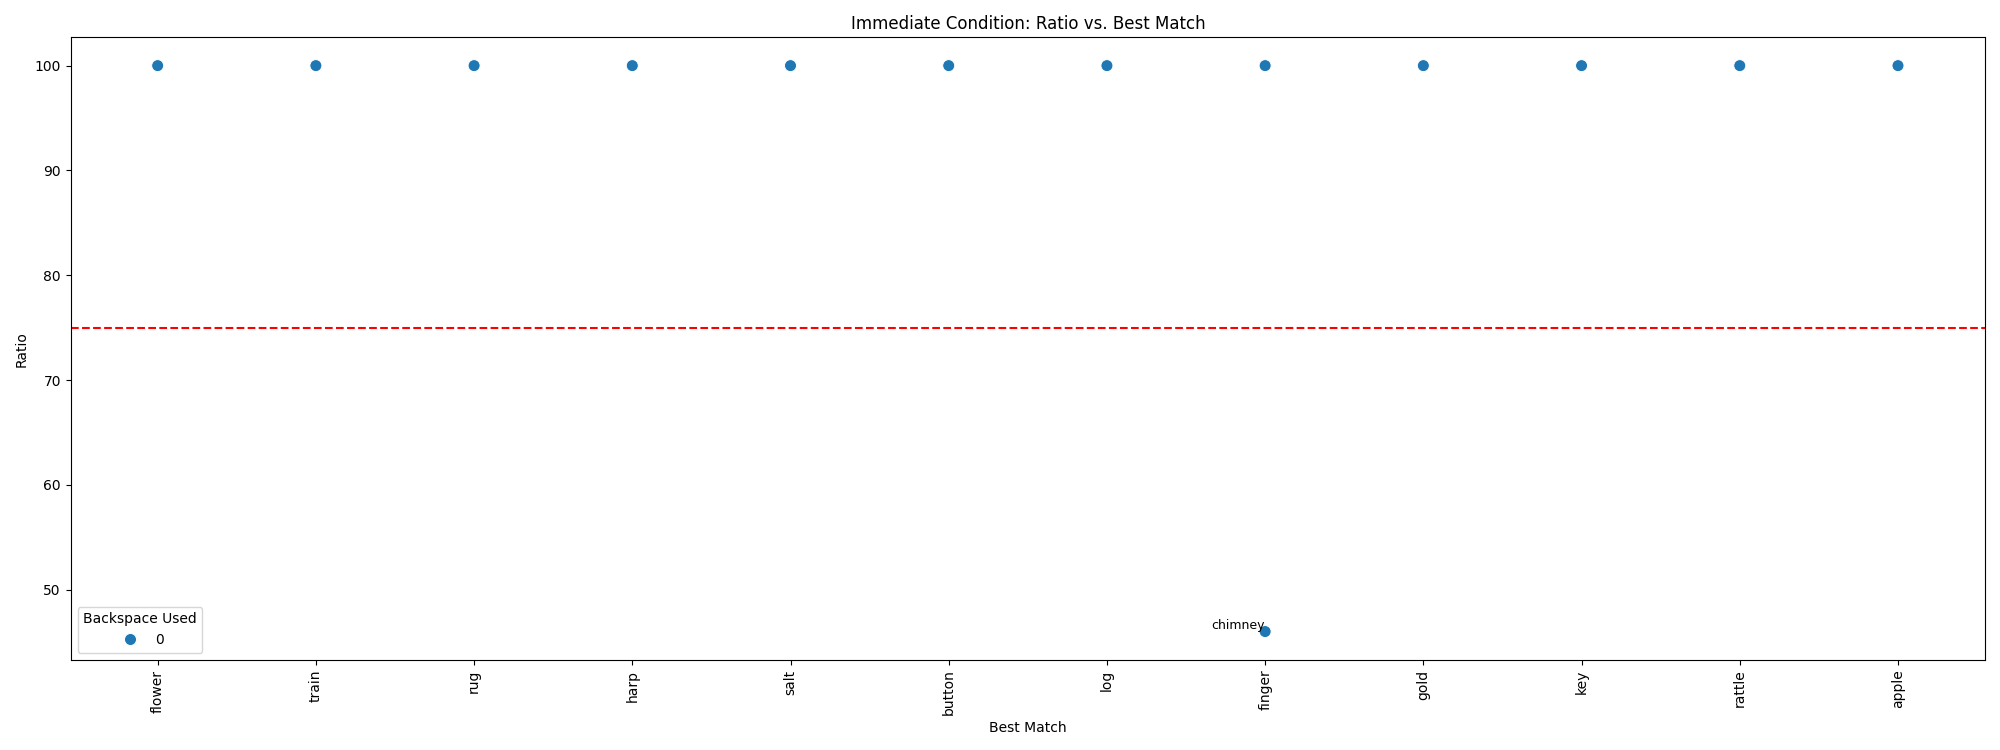 Immediate Condition: Ratio vs. Best Match
100
90
80
70
60
50
Ratio
chimney
Backspace Used
0
flower
train
rug
harp
salt
button
log
finger
gold
key
rattle
apple
Best Match